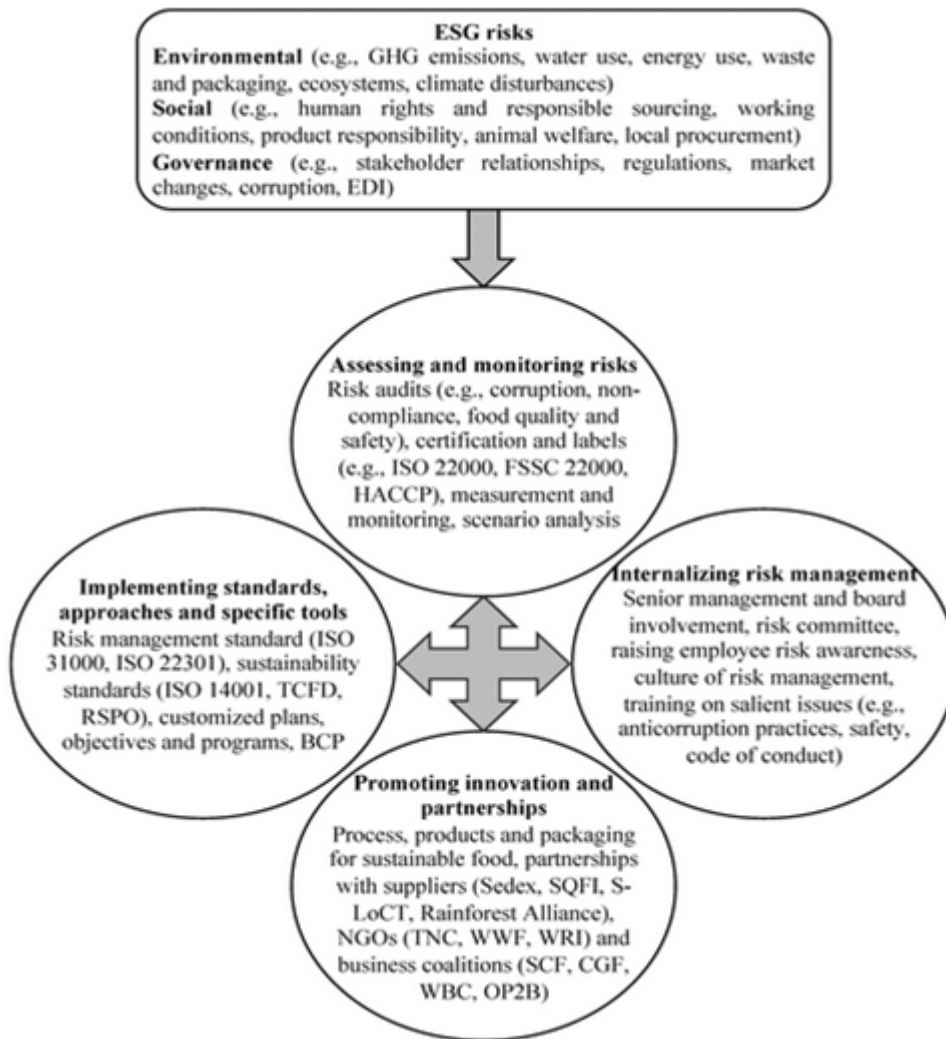 ESG risks
Environmental (e.g., GHG emissions, water use, energy use, waste
and packaging, ecosystems, climate disturbances)
Social (e.g., human rights and responsible sourcing, working
conditions, product responsibility, animal welfare, local procurement)
Governance (e.g., stakeholder relationships, regulations, market
changes, corruption, EDI)
Assessing and monitoring risks
Risk audits (e.g., corruption, non-
compliance, food quality and
safety), certification and labels
(e.g., ISO 22000, FSSC 22000,
HACCP), measurement and
monitoring, scenario analysis
Implementing standards,
approaches and specific tools
Risk management standard (ISO
31000, ISO 22301), sustainability
standards (ISO 14001, TCFD,
RSPO), customized plans,
objectives and programs, BCP
Internalizing risk management
Senior management and board
involvement, risk committee,
raising employee risk awareness,
culture of risk management,
training on salient issues (e.g.,
anticorruption practices, safety,
code of conduct)
Promoting innovation and
partnerships
Process, products and packaging
for sustainable food, partnerships
with suppliers (Sedex, SQFI, S-
LoCT, Rainforest Alliance),
NGOs (TNC, WWF, WRI) and
business coalitions (SCF, CGF,
WBC, OP2B)